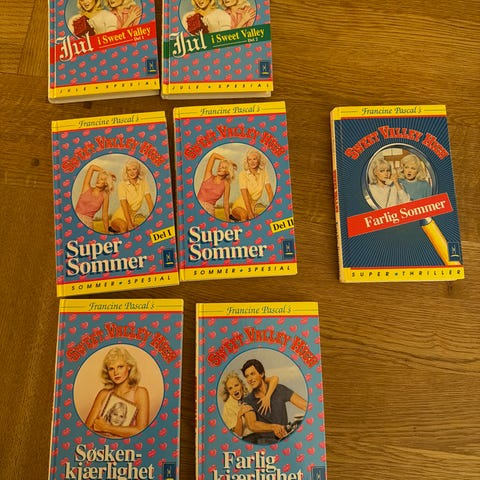 Jul
i Sweet Valley
Del 1
JULE ★ SPESIAL
Jul
i Sweet Valley
Del 2
JULE ★ SPESIAL
Francine Pascal's
Sweet Valley High
Super
Sommer
Del I
SOMMER ★ SPESIAL
Francine Pascal's
Sweet Valley High
Super
Sommer
Del II
SOMMER ★ SPESIAL
Francine Pascal's
Sweet Valley High
Farlig Sommer
SUPER ★ THRILLER
Francine Pascal's
Sweet Valley High
Søsken-
kjærlighet
Francine Pascal's
Sweet Valley High
Farlig
kjærlighet